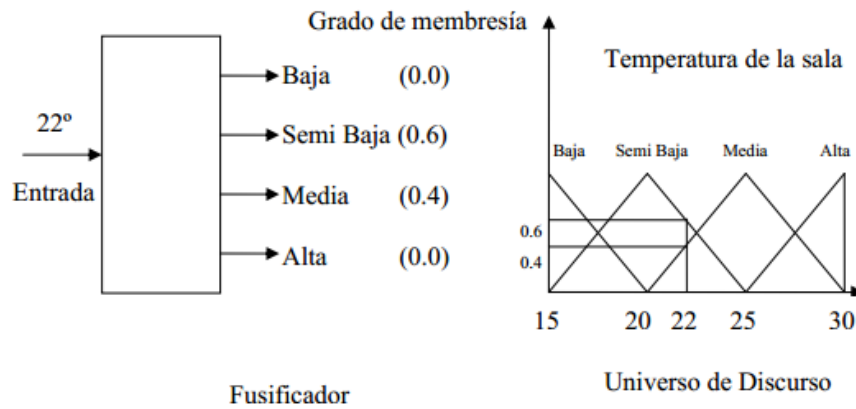 Grado de membresía
Temperatura de la sala
Baja (0.0)
22º
Semi Baja (0.6)
Entrada
Media (0.4)
Alta (0.0)
Baja Semi Baja Media Alta
0.6
0.4
15 20 22 25 30
Fusificador
Universo de Discurso